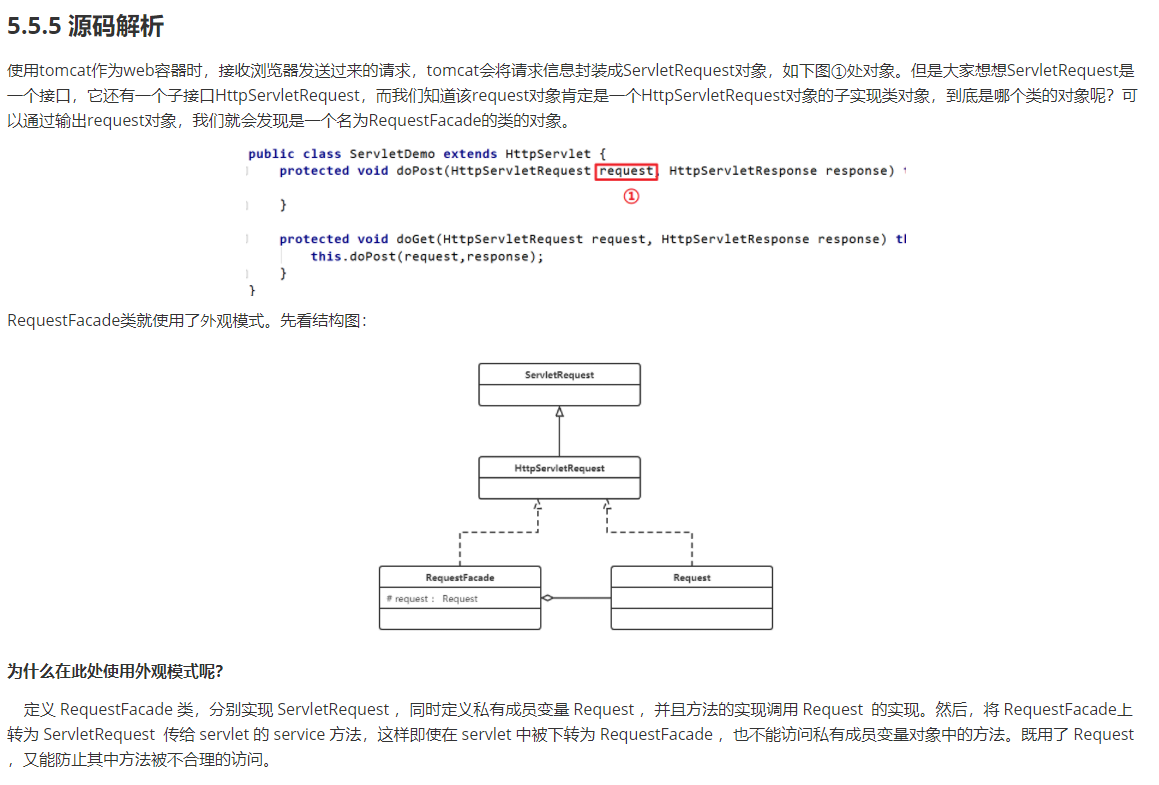 5.5.5 源码解析
使用tomcat作为web容器时，接收浏览器发送过来的请求，tomcat会将请求信息封装成ServletRequest对象，如下图①处对象。但是大家想想ServletRequest是
一个接口，它还有一个子接口HttpServletRequest，而我们知道该request对象肯定是一个HttpServletRequest对象的子实现类对象，到底是哪个类的对象呢？可
以通过输出request对象，我们就会发现是一个名为RequestFacade的类的对象。
public class ServletDemo extends HttpServlet {
protected void doPost(HttpServletRequest request, HttpServletResponse response) t
①
}
protected void doGet(HttpServletRequest request, HttpServletResponse response) th
this.doPost(request,response);
}
}
RequestFacade类就使用了外观模式。先看结构图：
ServletRequest
HttpServletRequest
RequestFacade
# request： Request
Request
为什么在此处使用外观模式呢？
定义 RequestFacade 类，分别实现 ServletRequest ，同时定义私有成员变量 Request ，并且方法的实现调用 Request 的实现。然后，将 RequestFacade上
转为 ServletRequest 传给 servlet 的 service 方法，这样即使在 servlet 中被下转为 RequestFacade ，也不能访问私有成员变量对象中的方法。既用了 Request
，又能防止其中方法被不合理的访问。